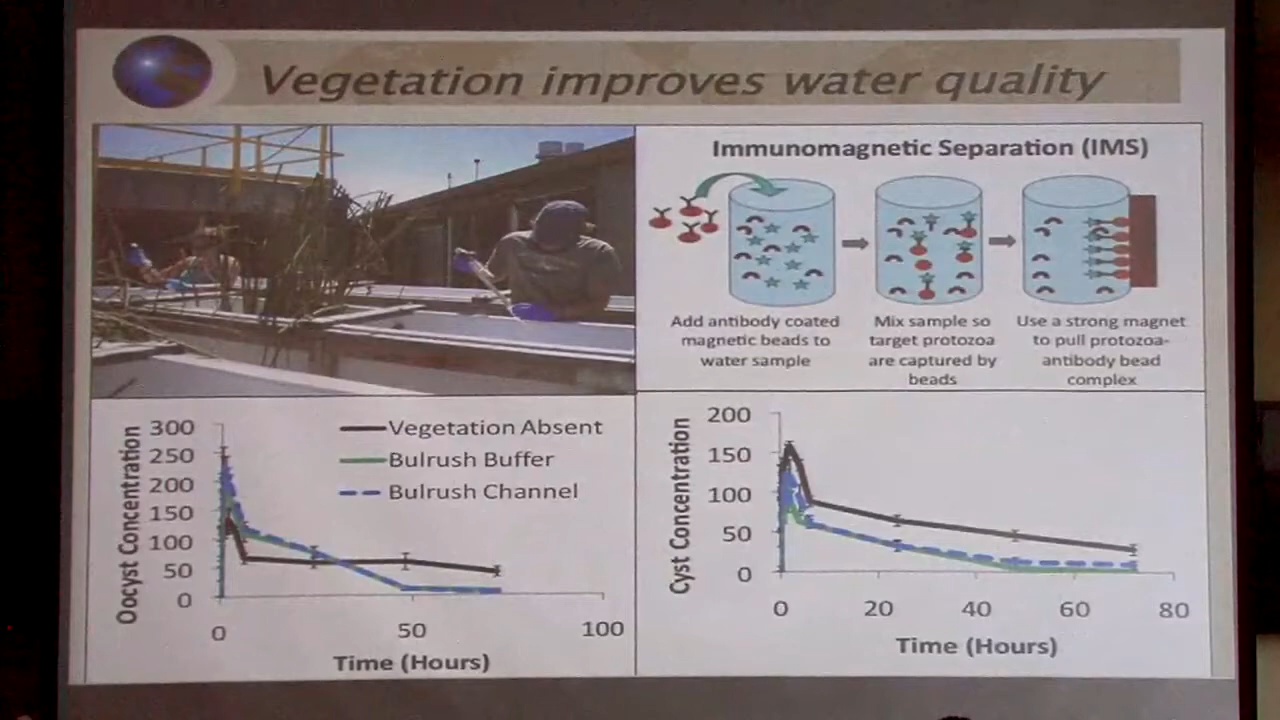 Vegetation improves water quality
Immunomagnetic Separation (IMS)
Add antibody coated
magnetic beads to
water sample
Mix sample so
target protozoa
are captured by
beads
Use a strong magnet
to pull protozoa-
antibody bead
complex
Oocyst Concentration
300
250
200
150
100
50
0
Vegetation Absent
Bulrush Buffer
Bulrush Channel
0
50
100
Time (Hours)
Cyst Concentration
200
150
100
50
0
0
20
40
60
80
Time (Hours)